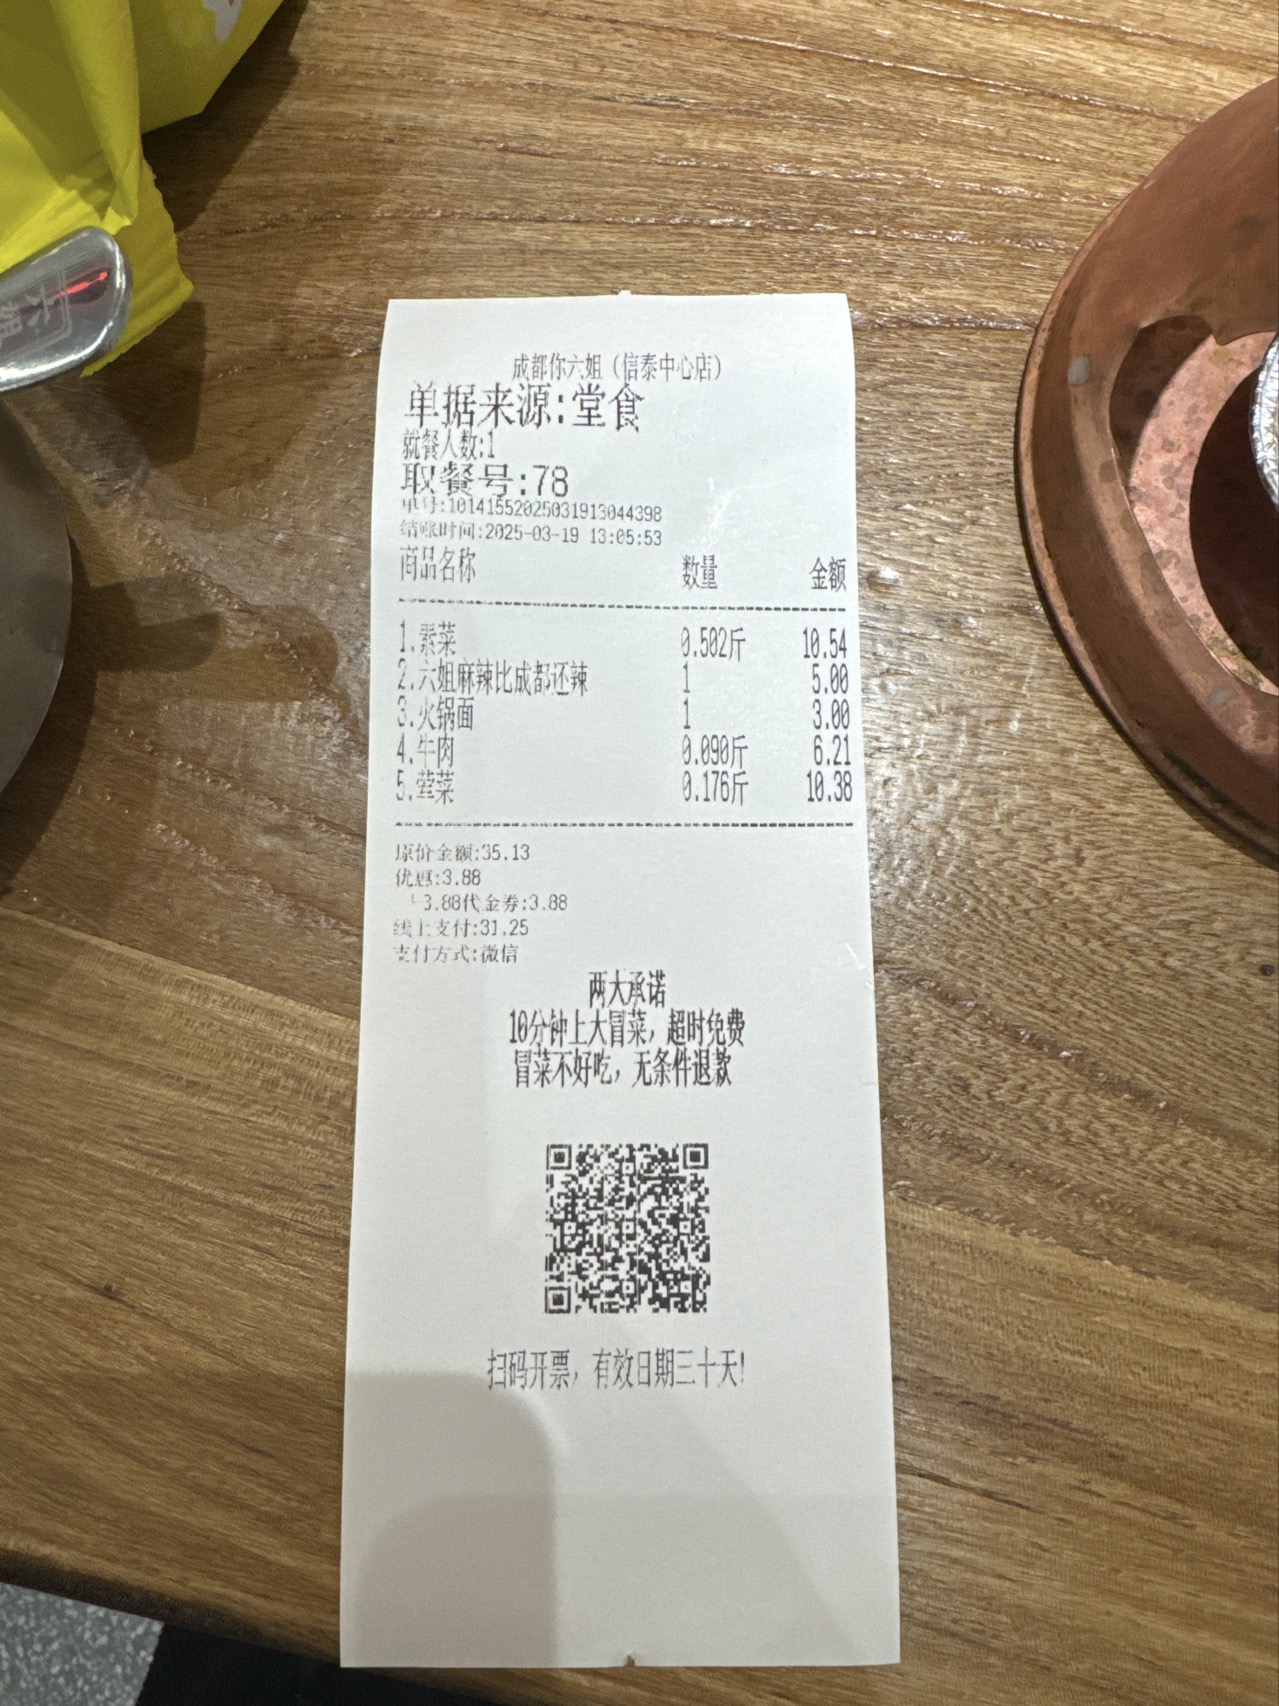 成都你六姐（信泰中心店）
单据来源:堂食
就餐人数:1
取餐号:78
单号:10141552025031913044398
结账时间:2025-03-19 13:05:53
商品名称 数量 金额
1.素菜 0.502斤 10.54
2.六姐麻辣比成都还辣 1 5.00
3.火锅面 1 3.00
4.牛肉 0.090斤 6.21
5.荤菜 0.176斤 10.38
原价金额:35.13
优惠:3.88
└3.88代金券:3.88
线上支付:31.25
支付方式:微信
两大承诺
10分钟上大冒菜，超时免费
冒菜不好吃，无条件退款
扫码开票，有效日期三十天!
六姐